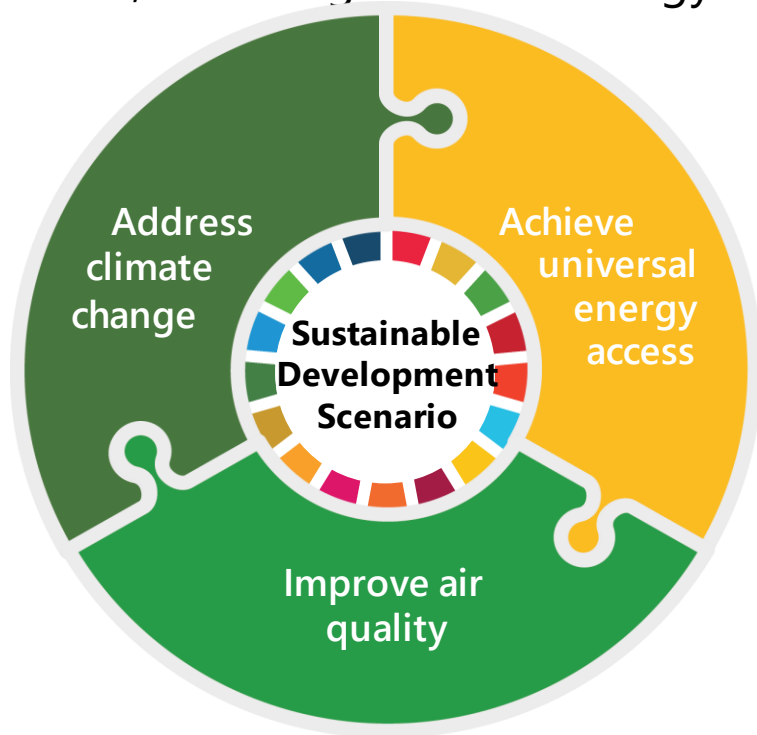 Address
climate
change
Achieve
universal
energy
access
Sustainable
Development
Scenario
Improve air
quality